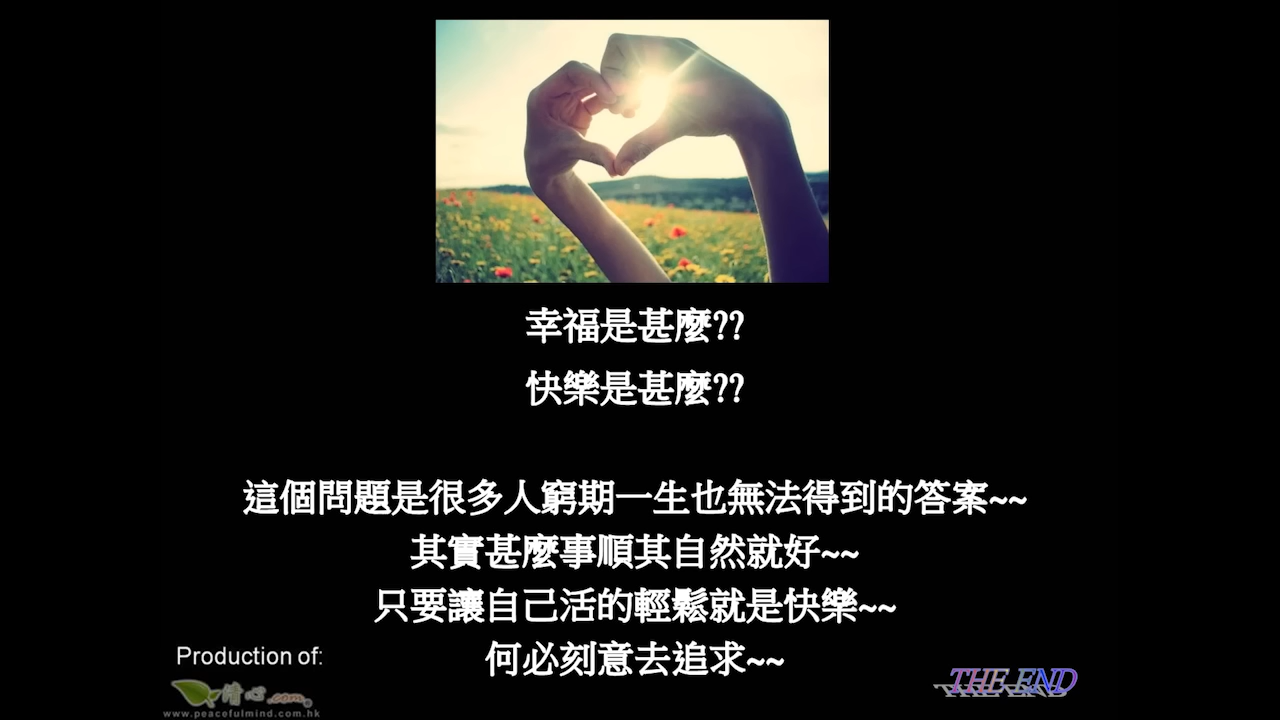 幸福是甚麼??
快樂是甚麼??
這個問題是很多人窮期一生也無法得到的答案~~
其實甚麼事順其自然就好~~
只要讓自己活的輕鬆就是快樂~~
何必刻意去追求~~
Production of:
清心.com
www.peacefulmind.com.hk
THE END